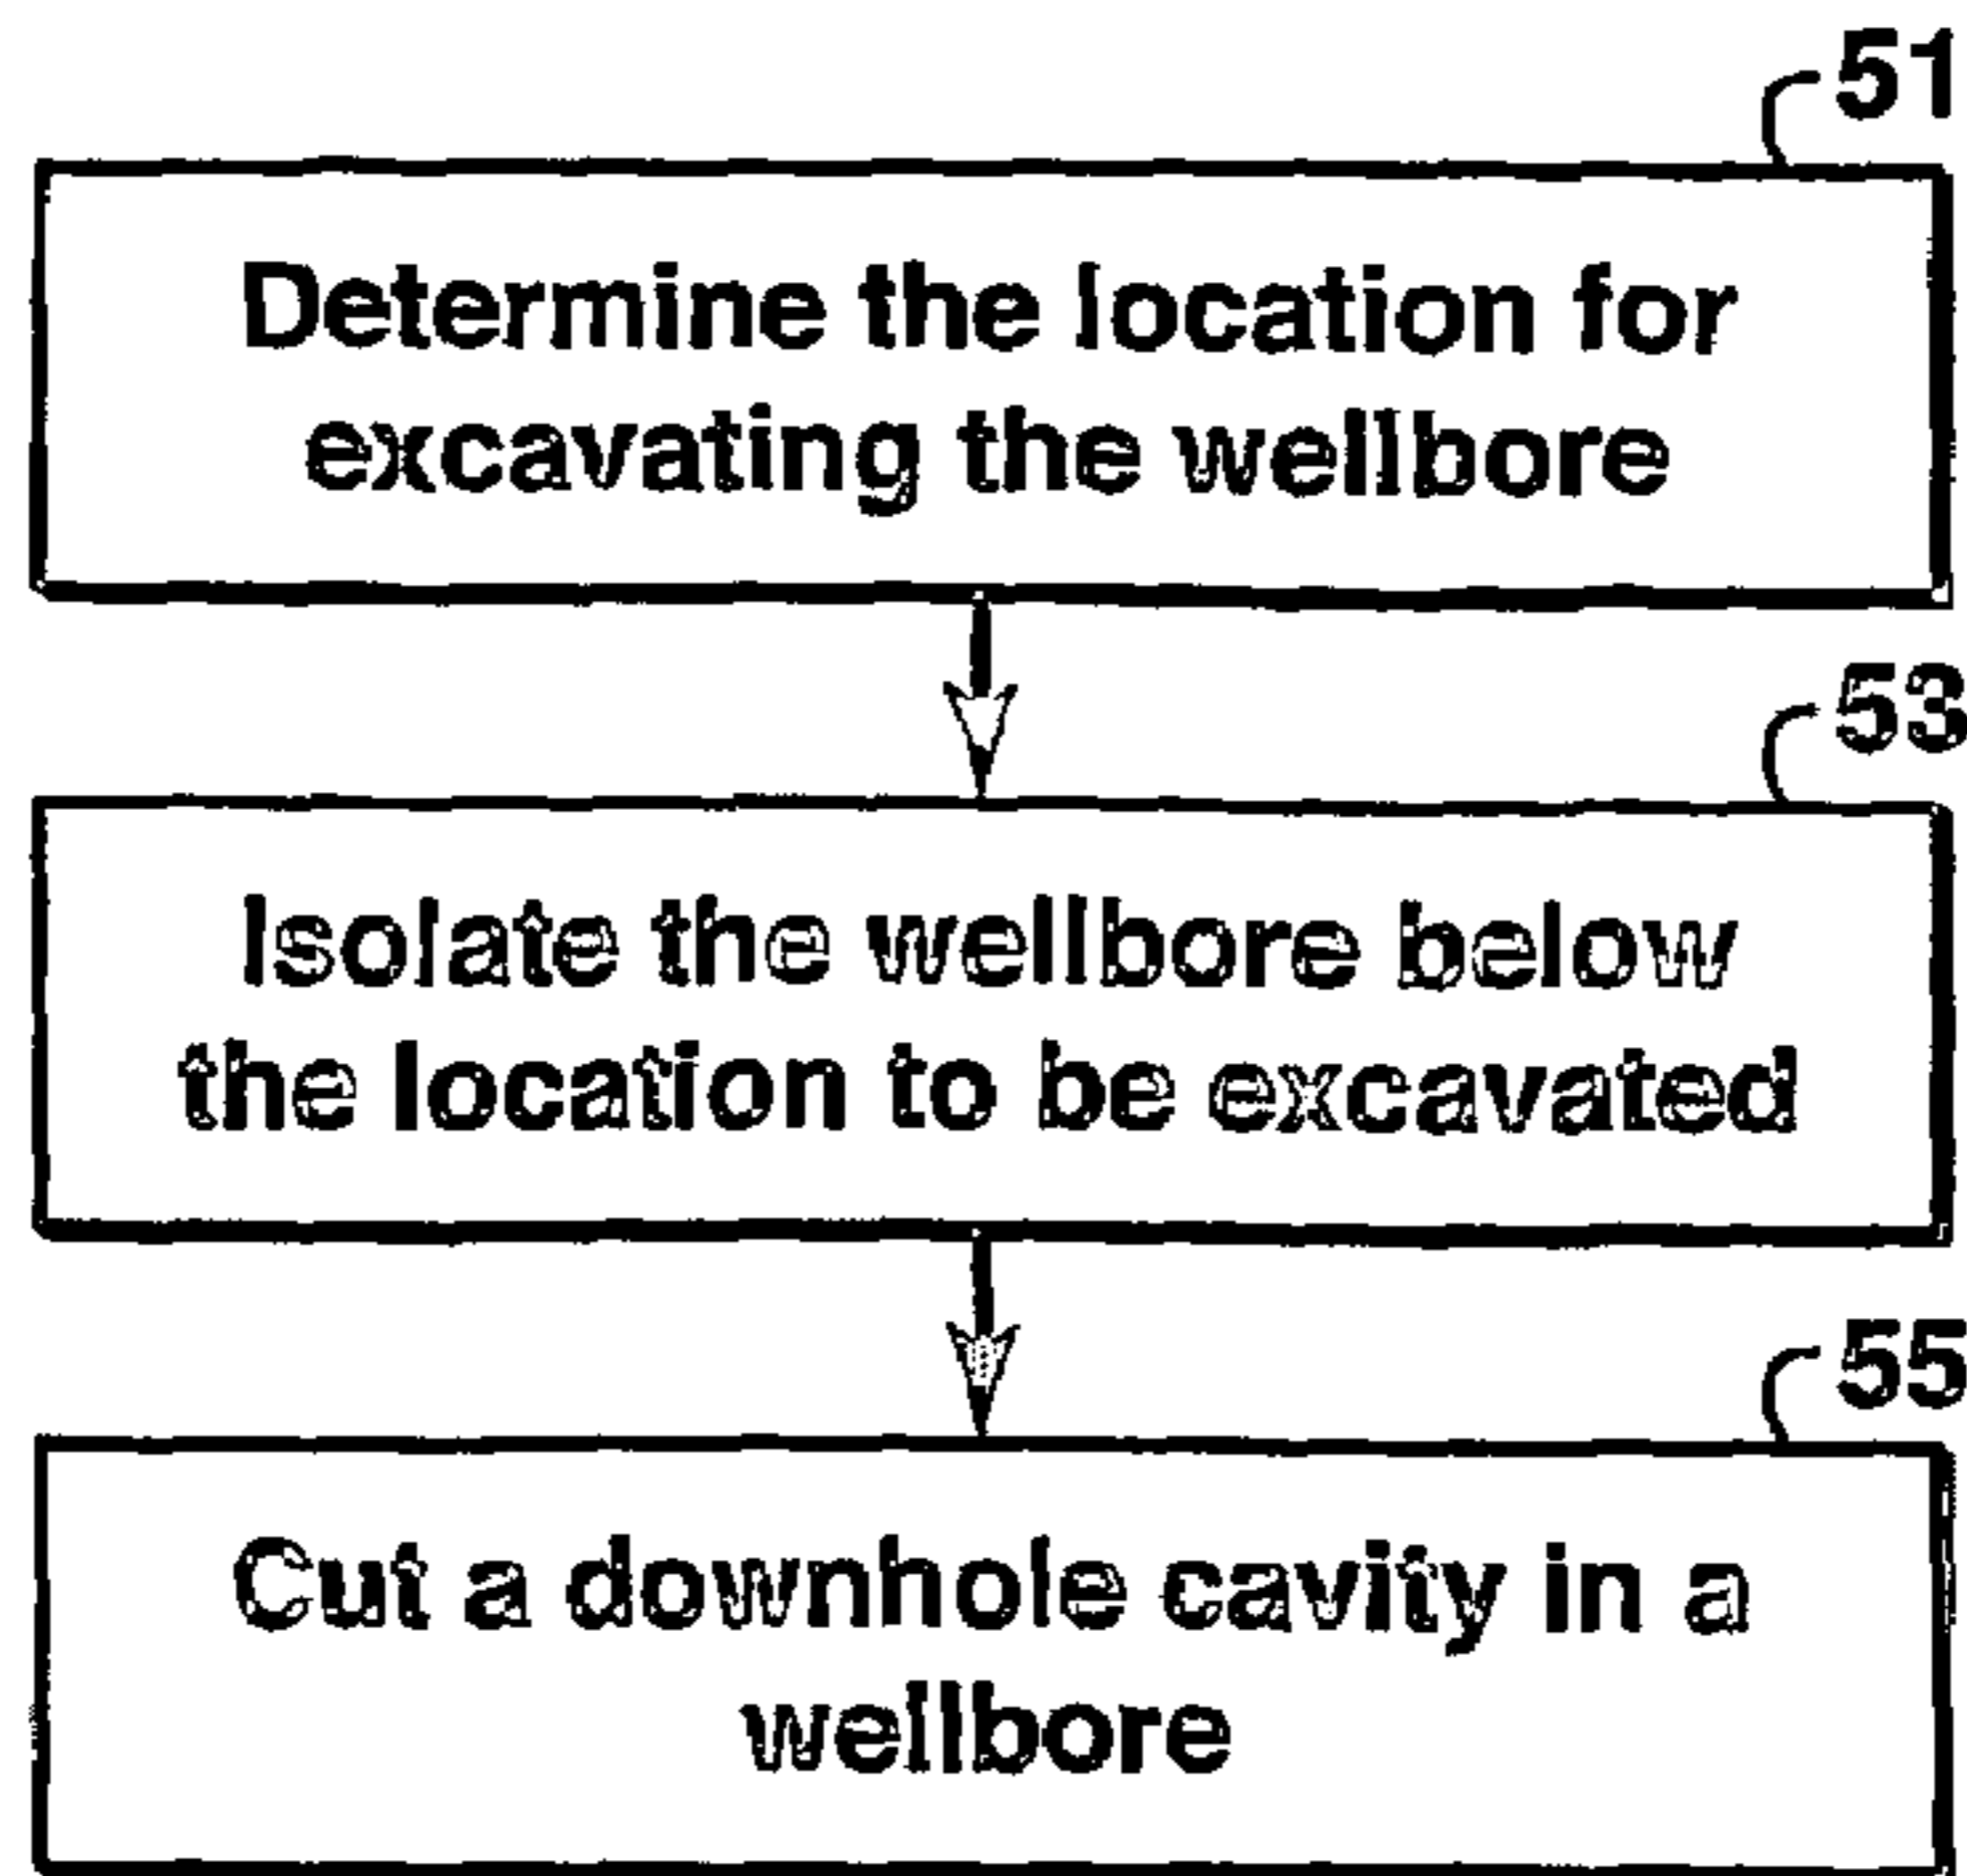 51
Determine the location for
excavating the wellbore
53
Isolate the wellbore below
the location to be excavated
55
Cut a downhole cavity in a
wellbore